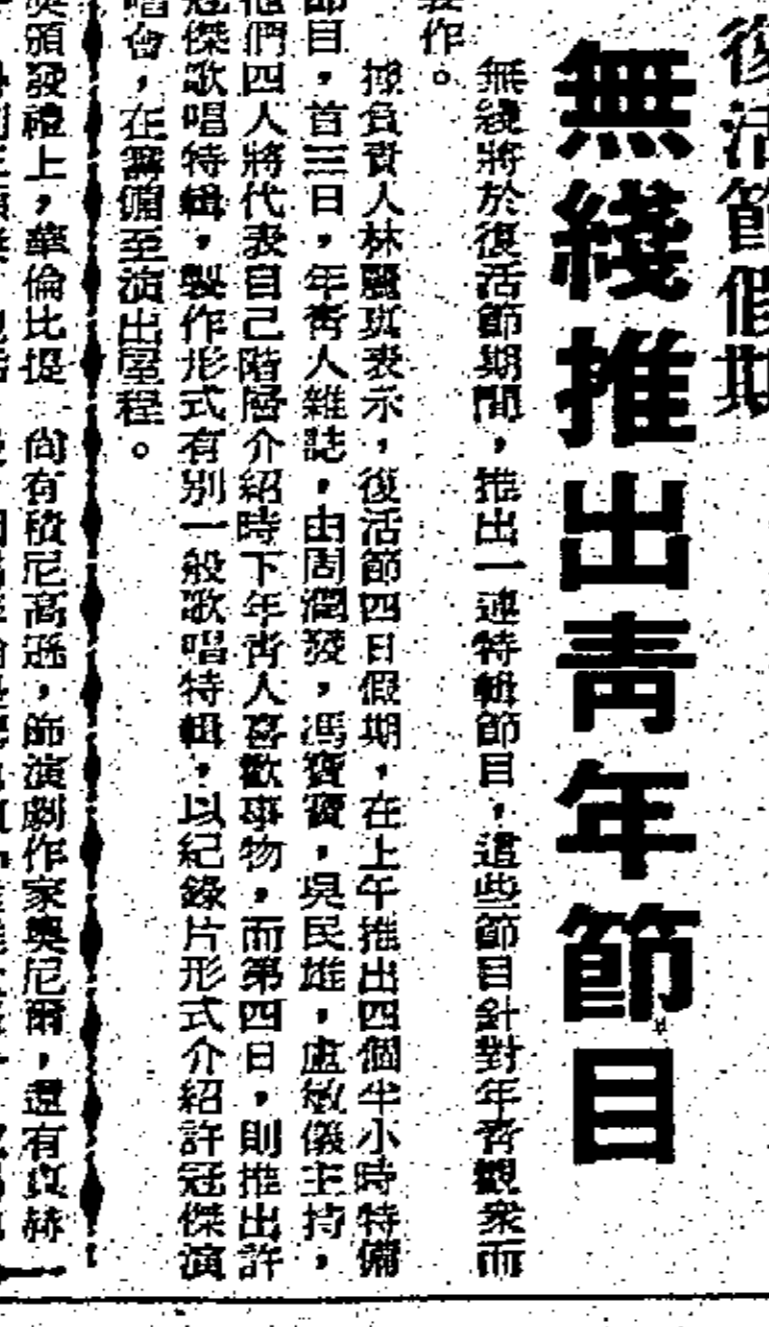 復活節假期
無綫推出青年節目
無綫將於復活節期間，推出一連特輯節目，這些節目針對年青觀衆而
製作。
據負責人林麗真表示，復活節四日假期，在上午推出四個半小時特備
節目，首三日，年青人雜誌，由周潤發，馮寶寶，吳民雄，盧敏儀主持，
他們四人將代表自己階層介紹時下年青人喜歡事物，而第四日，則推出許
冠傑歌唱特輯，製作形式有別一般歌唱特輯，以紀錄片形式介紹許冠傑演
唱會，在籌備至演出過程。
頒發禮上，華倫比提
尚有積尼高遜，飾演劇作家奧尼爾，還有真赫